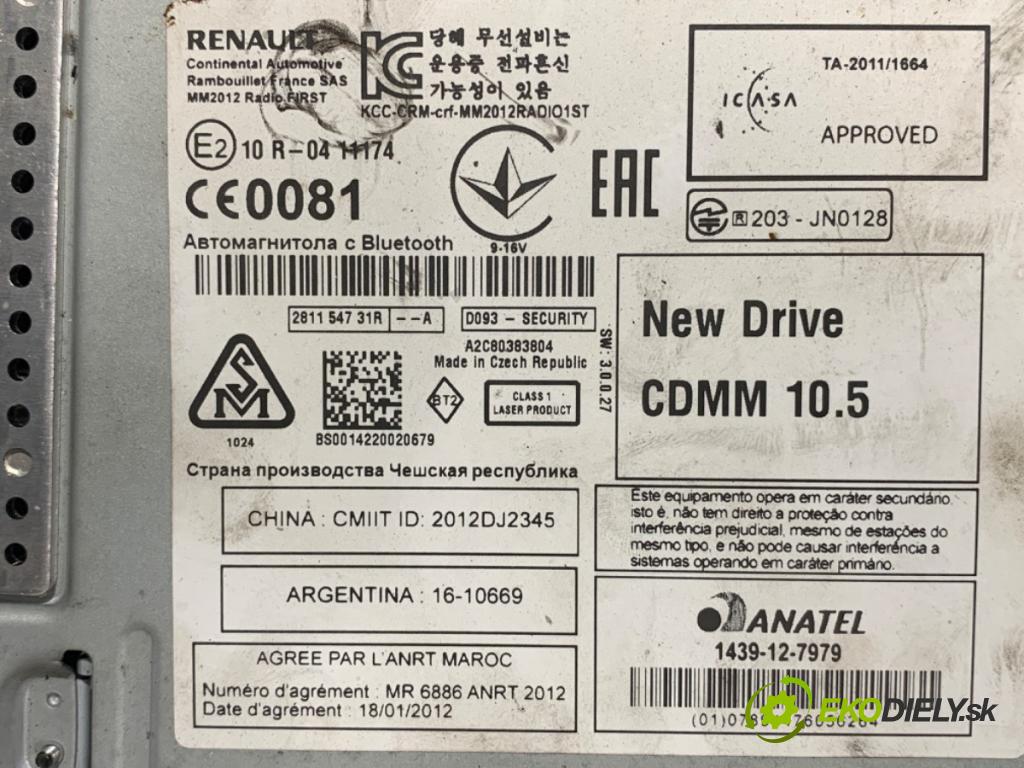 RENAULT
Continental Automotive
Rambouillet France SAS
MM2012 Radio FIRST
당해 무선설비는
운용중 전파혼신
가능성이 있음
KCC-CRM-crf-MM2012RADIO1ST
E2 10 R-04 11174
CE0081
9-16V
EAC
TA-2011/1664
ICASA
APPROVED
R 203 - JN0128
Автомагнитола с Bluetooth
2811 547 31R --A
D093 - SECURITY
A2C80383804
Made in Czech Republic
SM
1024
BS0014220020679
BT2
CLASS 1
LASER PRODUCT
SW: 3.0.0.27
New Drive
CDMM 10.5
Страна производства Чешская республика
CHINA : CMIIT ID: 2012DJ2345
ARGENTINA : 16-10669
AGREE PAR L'ANRT MAROC
Numéro d'agrément : MR 6886 ANRT 2012
Date d'agrément : 18/01/2012
Este equipamento opera em caráter secundário,
isto é, não tem direito a proteção contra
interferência prejudicial, mesmo de estações do
mesmo tipo, e não pode causar interferência a
sistemas operando em caráter primário.
ANATEL
1439-12-7979
EKODIELY.sk